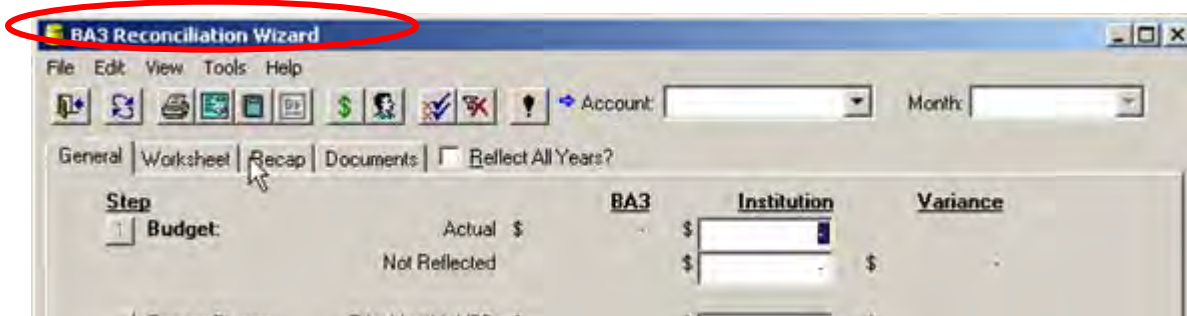 BA3 Reconciliation Wizard
File Edit View Tools Help
Account: Month:
General Worksheet Recap Documents Reflect All Years?
Step BA3 Institution Variance
1 Budget: Actual $ - $ -
Not Reflected $ - $ -